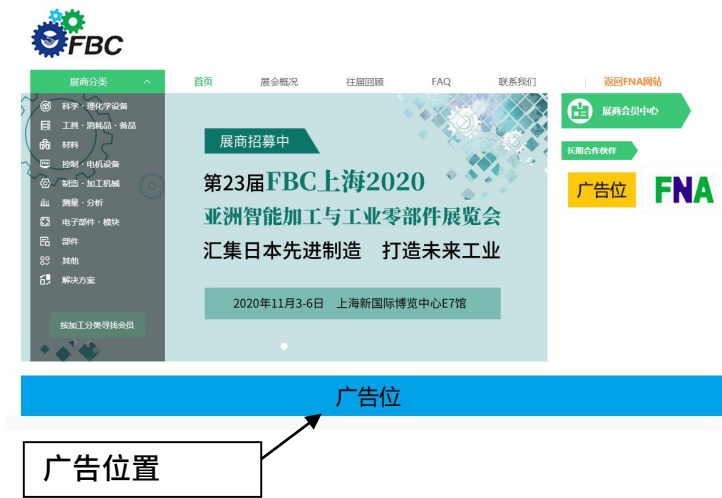 FBC
展商分类
首页
展会概况
往届回顾
FAQ
联系我们
返回FNA网站
科学·理化学设备
工具·消耗品·备品
材料
控制·电机设备
制造·加工机械
测量·分析
电子部件·模块
部件
其他
解决方案
按加工分类寻找会员
展商招募中
第23届FBC上海2020
亚洲智能加工与工业零部件展览会
汇集日本先进制造 打造未来工业
2020年11月3-6日 上海新国际博览中心E7馆
展商会员中心
长期合作伙伴
广告位
FNA
广告位
广告位置